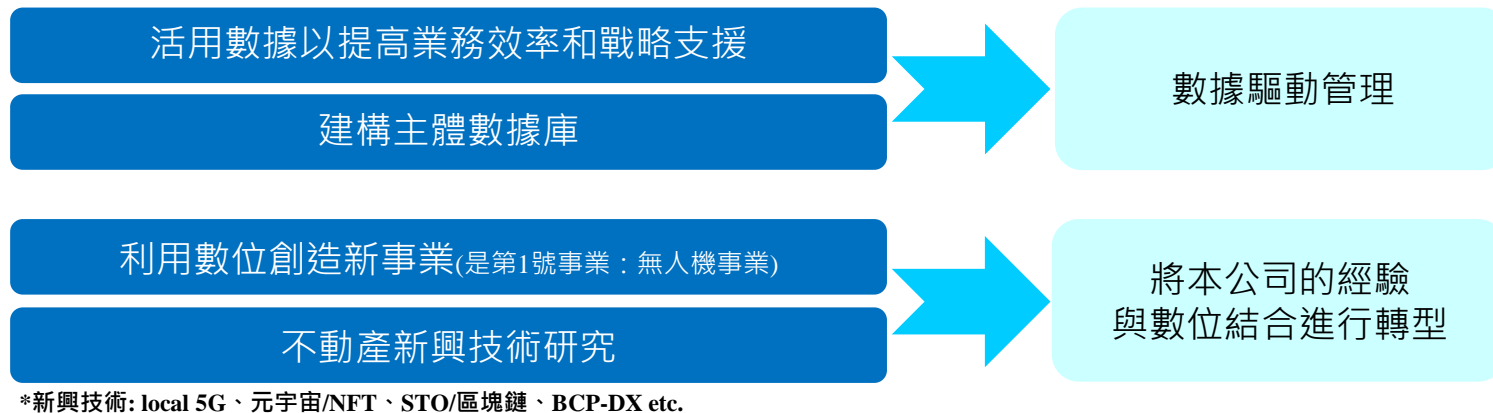 活用數據以提高業務效率和戰略支援
建構主體數據庫
數據驅動管理
利用數位創造新事業(是第1號事業：無人機事業)
不動產新興技術研究
將本公司的經驗
與數位結合進行轉型
*新興技術: local 5G、元宇宙/NFT、STO/區塊鏈、BCP-DX etc.